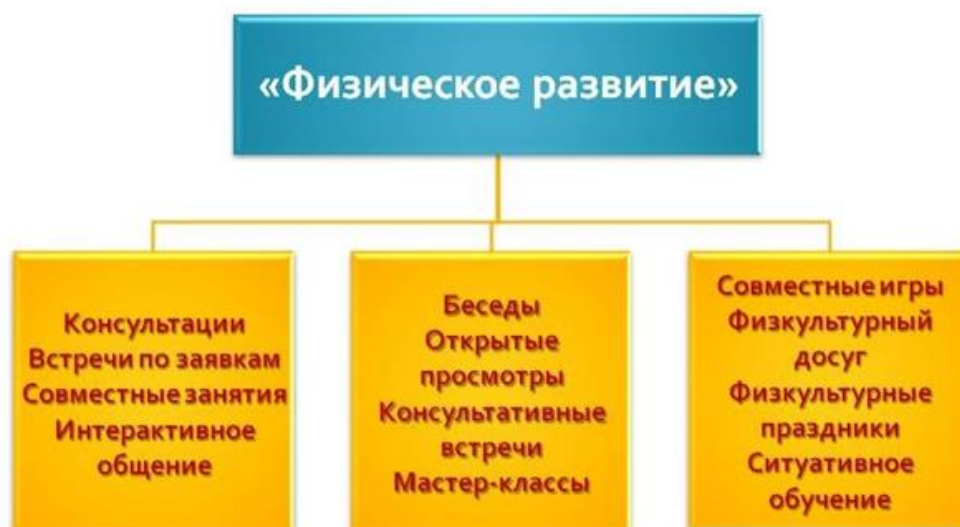 «Физическое развитие»
Консультации
Встречи по заявкам
Совместные занятия
Интерактивное
общение
Беседы
Открытые
просмотры
Консультативные
встречи
Мастер-классы
Совместные игры
Физкультурный
досуг
Физкультурные
праздники
Ситуативное
обучение